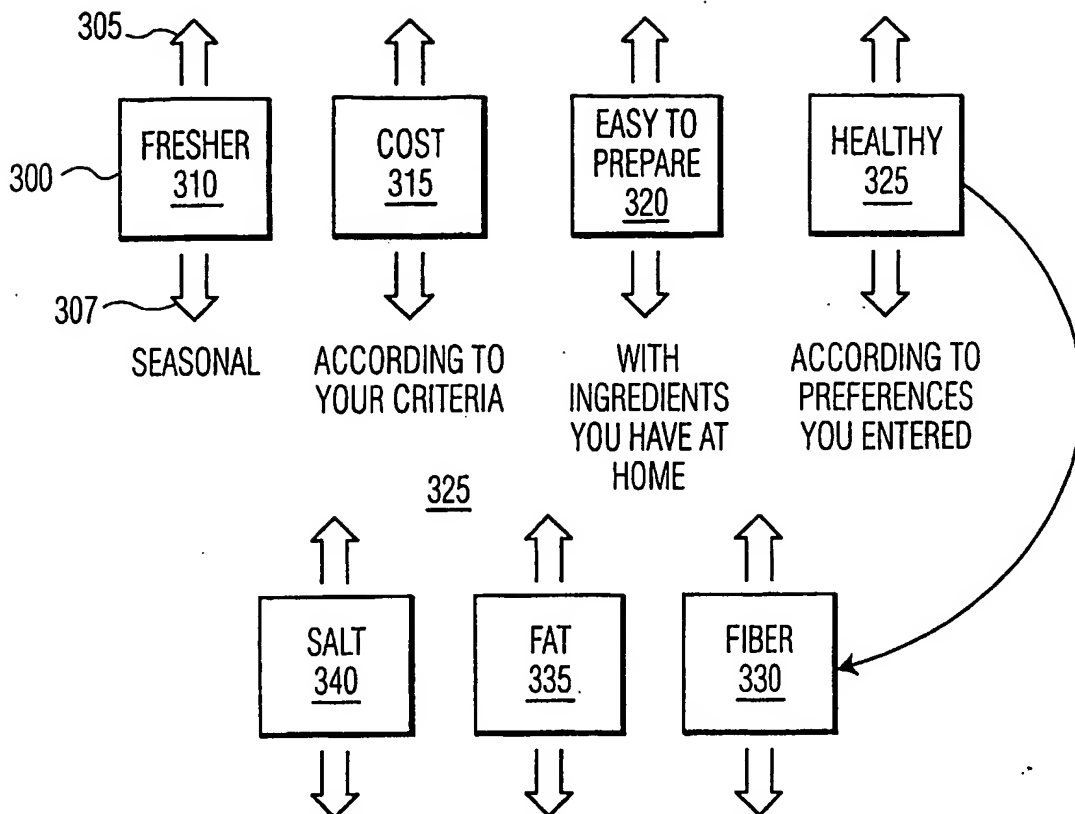 305
300
FRESHER
310
COST
315
EASY TO
PREPARE
320
HEALTHY
325
307
SEASONAL
ACCORDING TO
YOUR CRITERIA
WITH
INGREDIENTS
YOU HAVE AT
HOME
ACCORDING TO
PREFERENCES
YOU ENTERED
325
SALT
340
FAT
335
FIBER
330